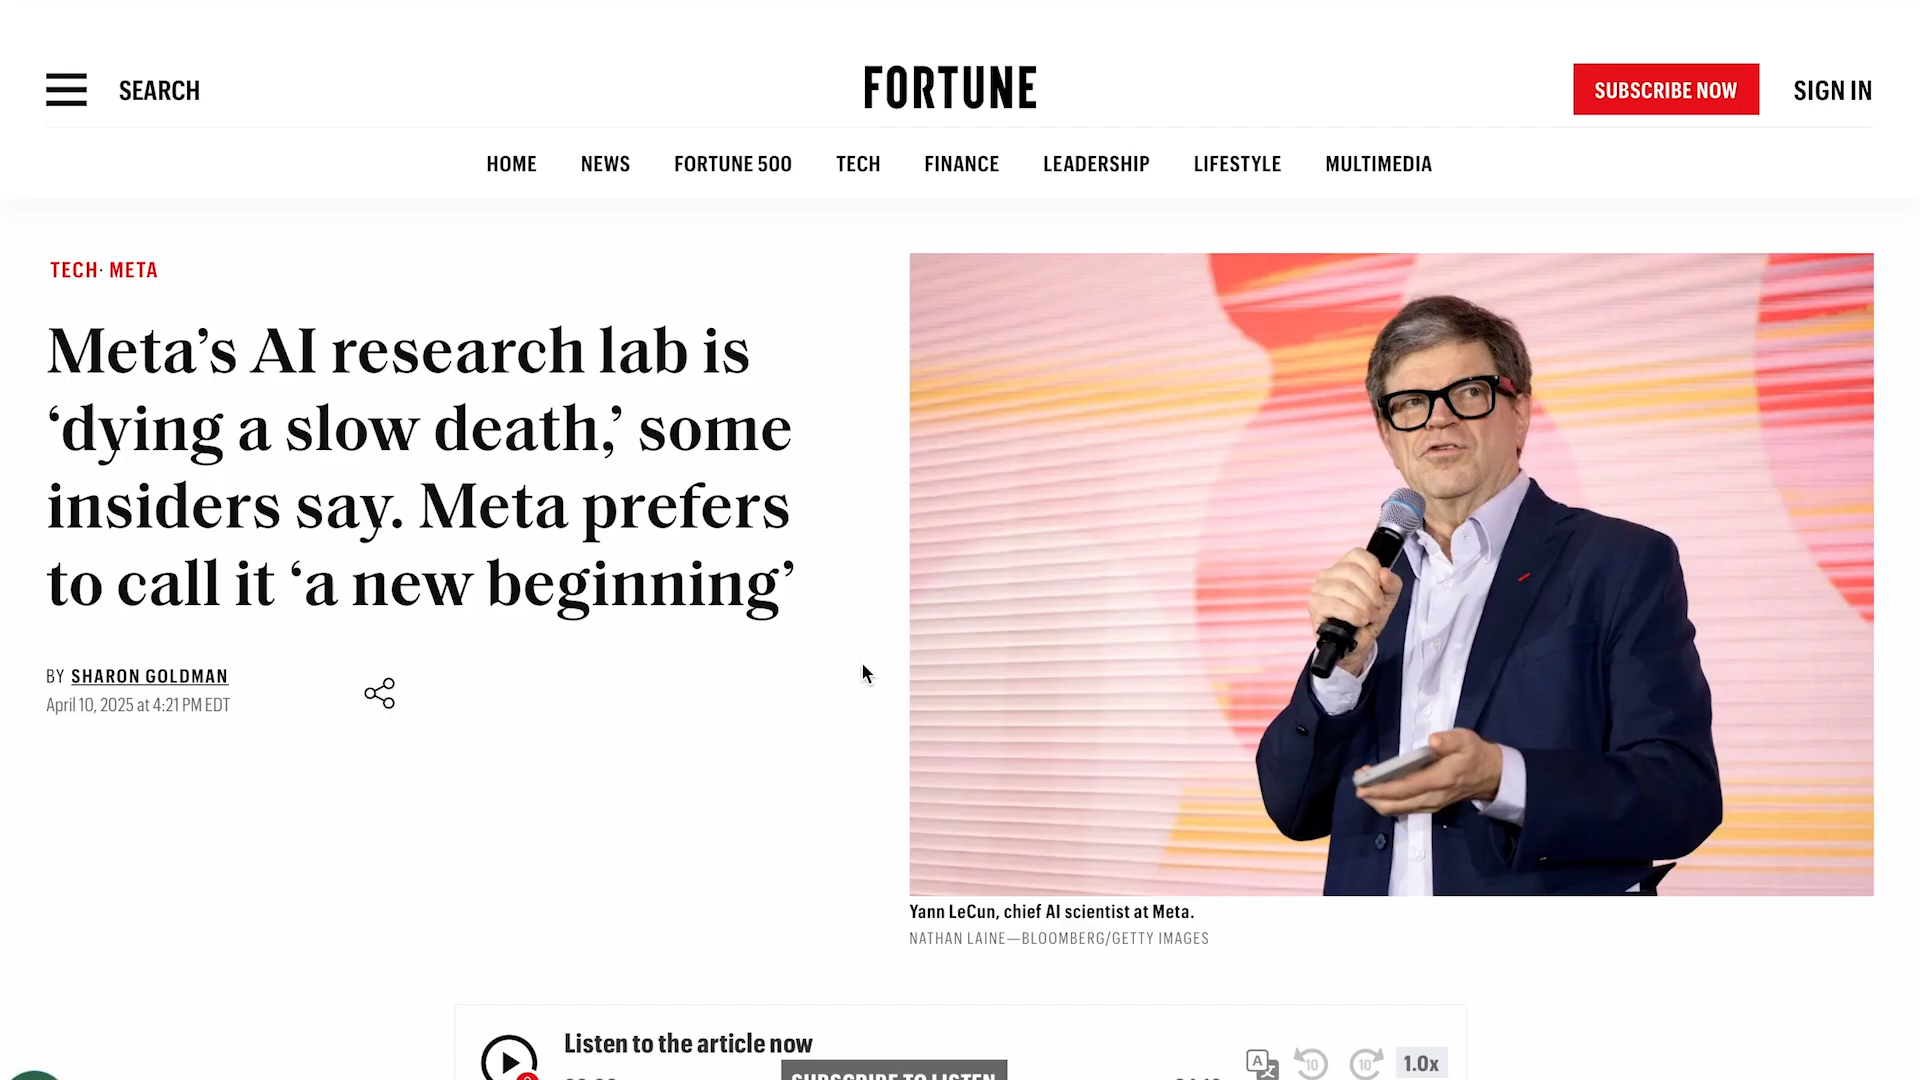 SEARCH
FORTUNE
SUBSCRIBE NOW
SIGN IN
HOME
NEWS
FORTUNE 500
TECH
FINANCE
LEADERSHIP
LIFESTYLE
MULTIMEDIA
TECH· META
Meta’s AI research lab is
‘dying a slow death,’ some
insiders say. Meta prefers
to call it ‘a new beginning’
BY SHARON GOLDMAN
April 10, 2025 at 4:21 PM EDT
Yann LeCun, chief AI scientist at Meta.
NATHAN LAINE—BLOOMBERG/GETTY IMAGES
Listen to the article now
SUBSCRIBE TO LISTEN
A
10
10
1.0x